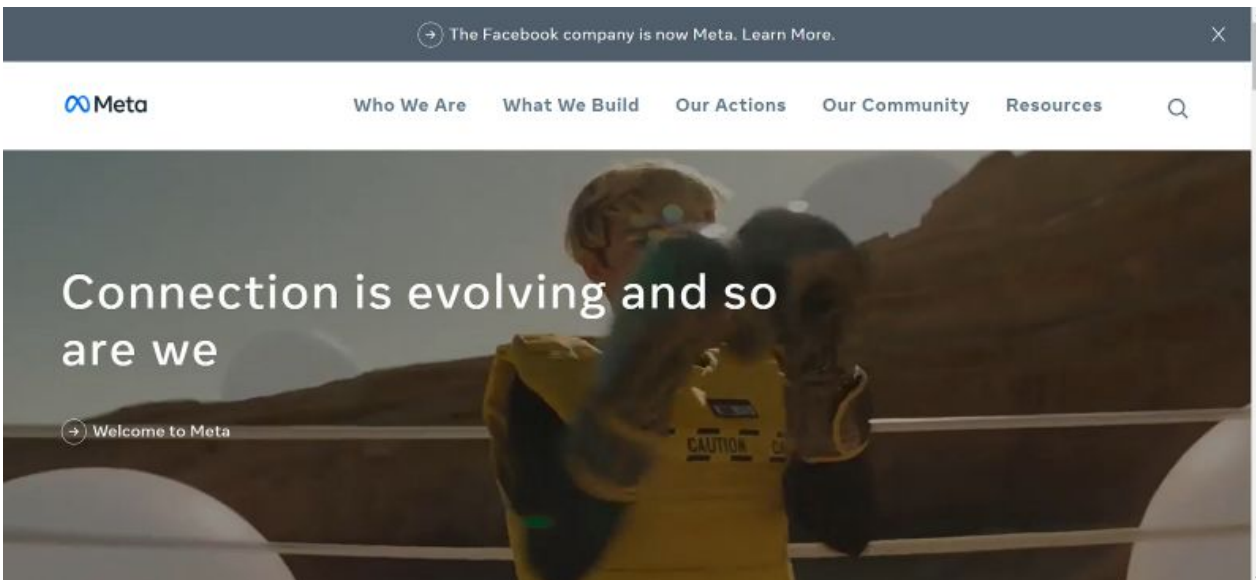 The Facebook company is now Meta. Learn More.
Meta
Who We Are What We Build Our Actions Our Community Resources
Connection is evolving and so
are we
Welcome to Meta
CAUTION CA